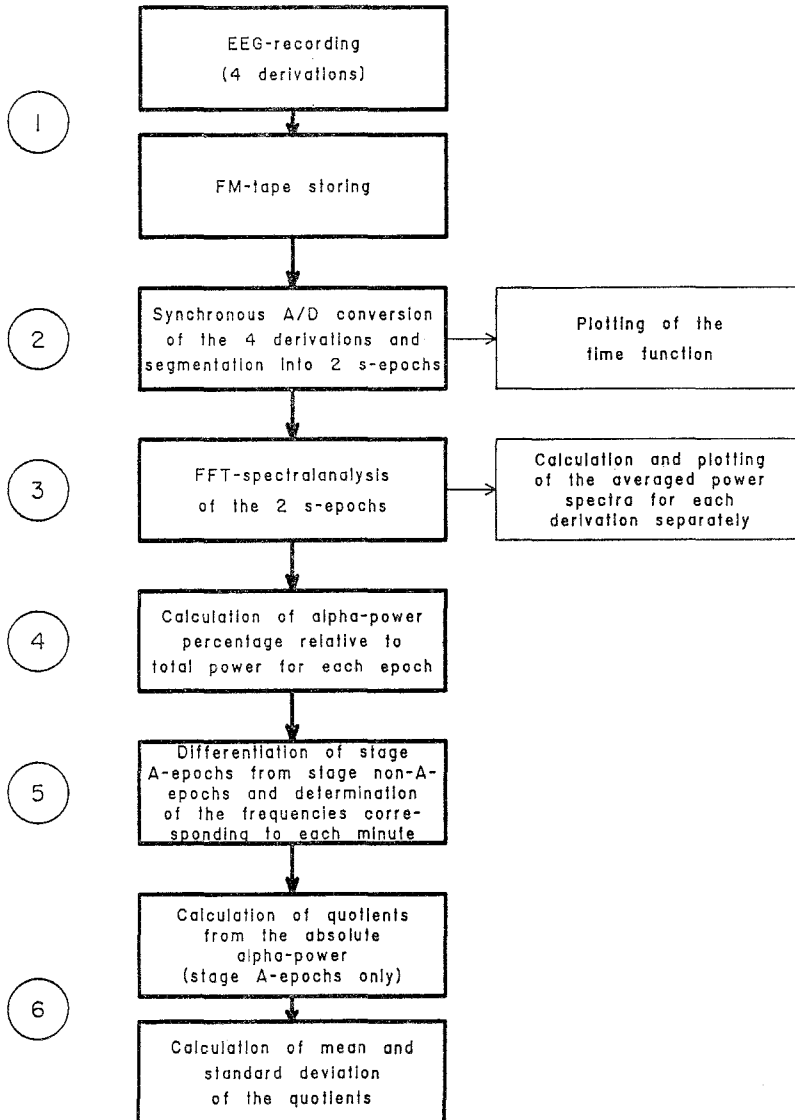 EEG-recording
(4 derivations)
1
FM-tape storing
2
Synchronous A/D conversion
of the 4 derivations and
segmentation into 2 s-epochs
Plotting of the
time function
3
FFT-spectralanalysis
of the 2 s-epochs
Calculation and plotting
of the averaged power
spectra for each
derivation separately
4
Calculation of alpha-power
percentage relative to
total power for each epoch
5
Differentiation of stage
A-epochs from stage non-A-
epochs and determination
of the frequencies corre-
sponding to each minute
6
Calculation of quotients
from the absolute
alpha-power
(stage A-epochs only)
Calculation of mean and
standard deviation
of the quotients